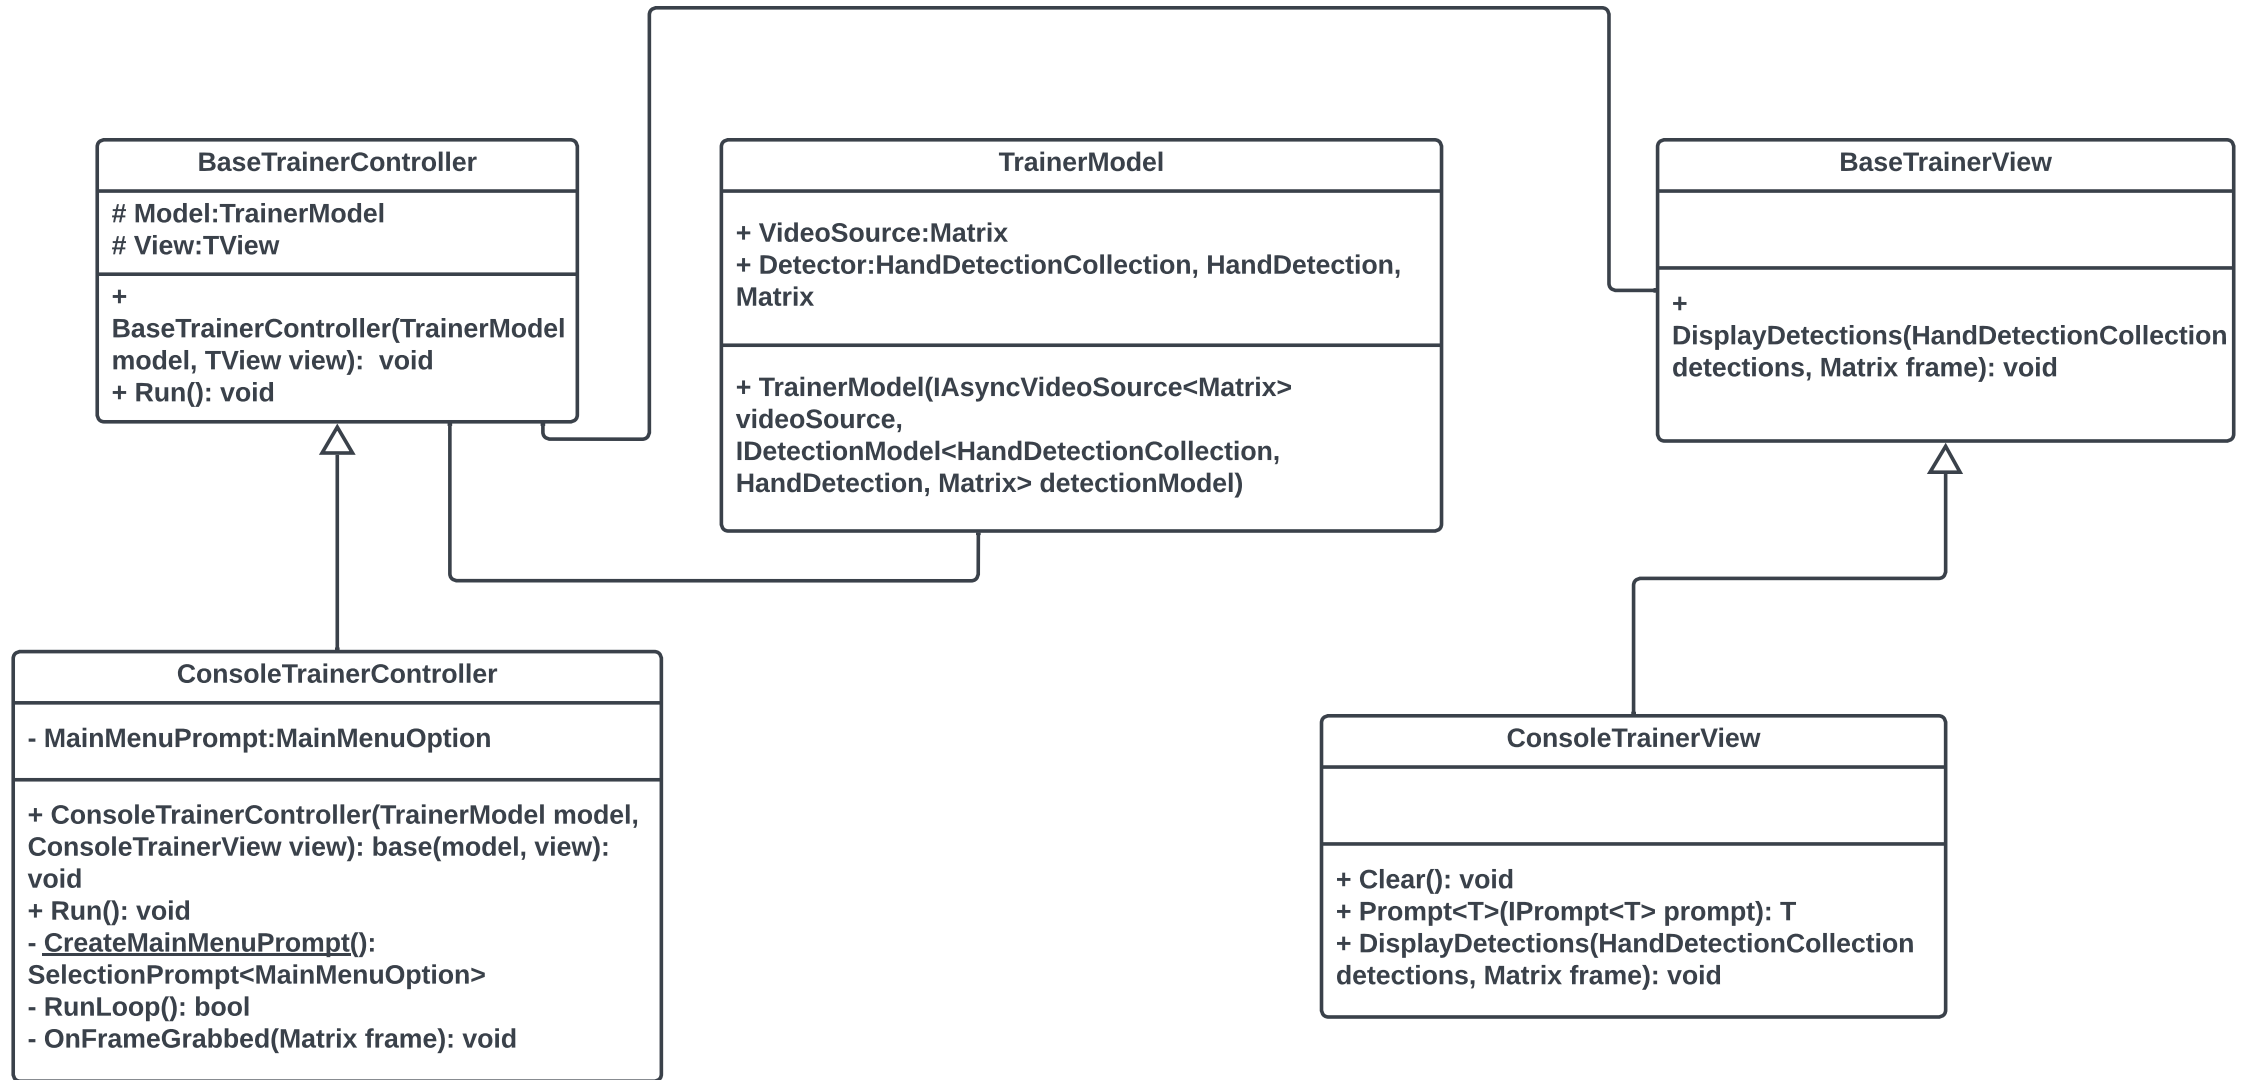 BaseTrainerController
# Model:TrainerModel
# View:TView
+
BaseTrainerController(TrainerModel
model, TView view):  void
+ Run(): void
TrainerModel
+ VideoSource:Matrix
+ Detector:HandDetectionCollection, HandDetection,
Matrix
+ TrainerModel(IAsyncVideoSource<Matrix>
videoSource,
IDetectionModel<HandDetectionCollection,
HandDetection, Matrix> detectionModel)
BaseTrainerView
+
DisplayDetections(HandDetectionCollection
detections, Matrix frame): void
ConsoleTrainerController
- MainMenuPrompt:MainMenuOption
+ ConsoleTrainerController(TrainerModel model,
ConsoleTrainerView view): base(model, view):
void
+ Run(): void
- CreateMainMenuPrompt():
SelectionPrompt<MainMenuOption>
- RunLoop(): bool
- OnFrameGrabbed(Matrix frame): void
ConsoleTrainerView
+ Clear(): void
+ Prompt<T>(IPrompt<T> prompt): T
+ DisplayDetections(HandDetectionCollection
detections, Matrix frame): void